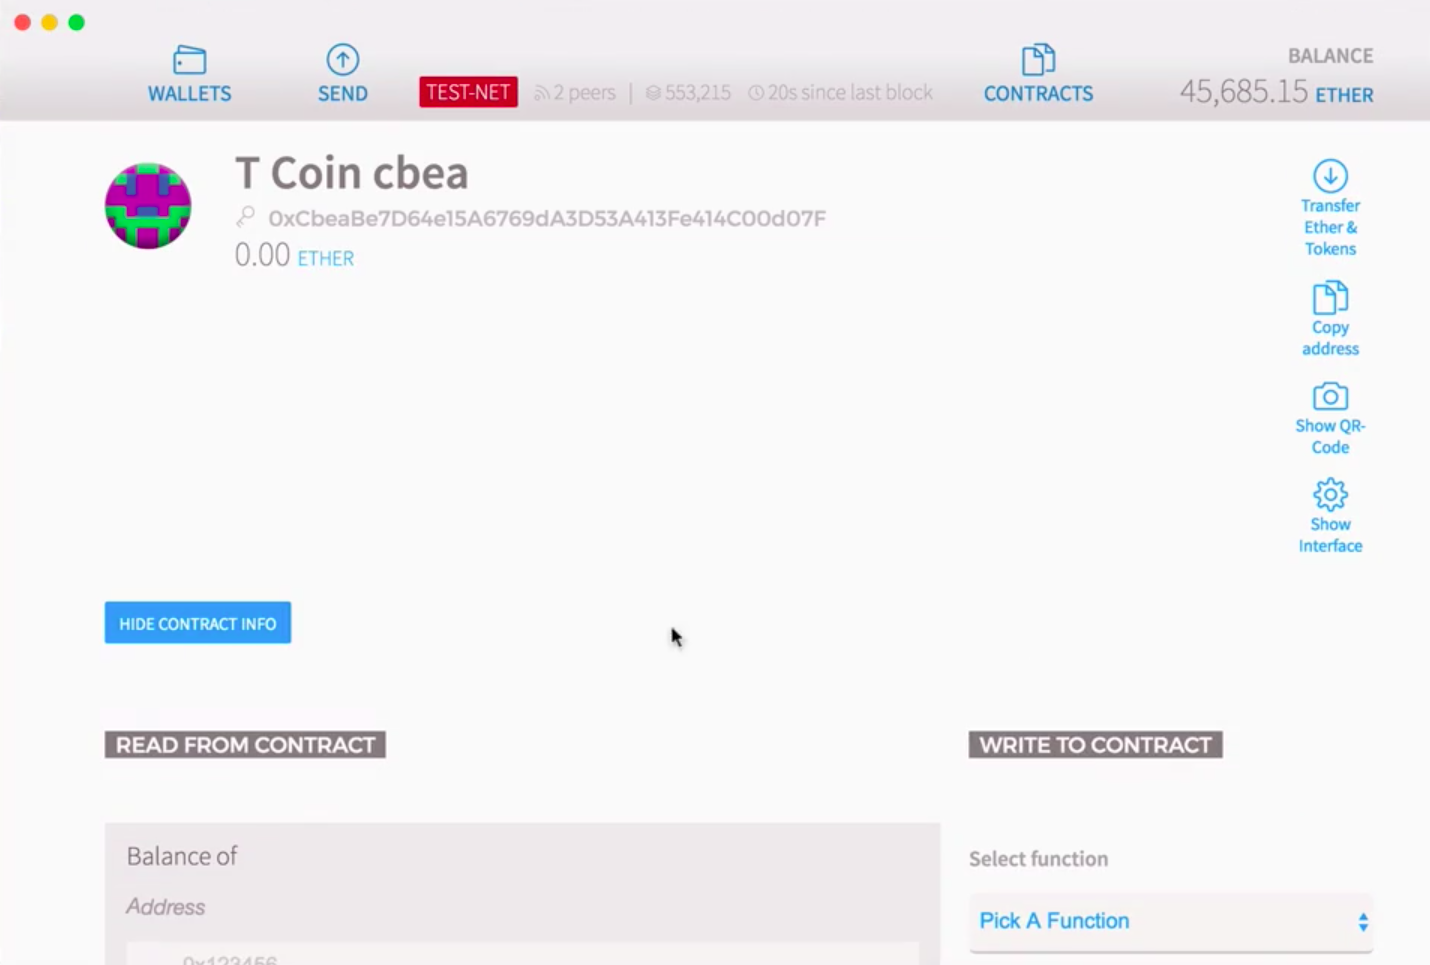 WALLETS
SEND
TEST-NET 2 peers | 553,215 20s since last block
CONTRACTS
BALANCE
45,685.15 ETHER
T Coin cbea
0xCbeaBe7D64e15A6769dA3D53A413Fe414C00d07F
0.00 ETHER
Transfer
Ether &
Tokens
Copy
address
Show QR-
Code
Show
Interface
HIDE CONTRACT INFO
READ FROM CONTRACT
WRITE TO CONTRACT
Balance of
Address
0x123456
Select function
Pick A Function